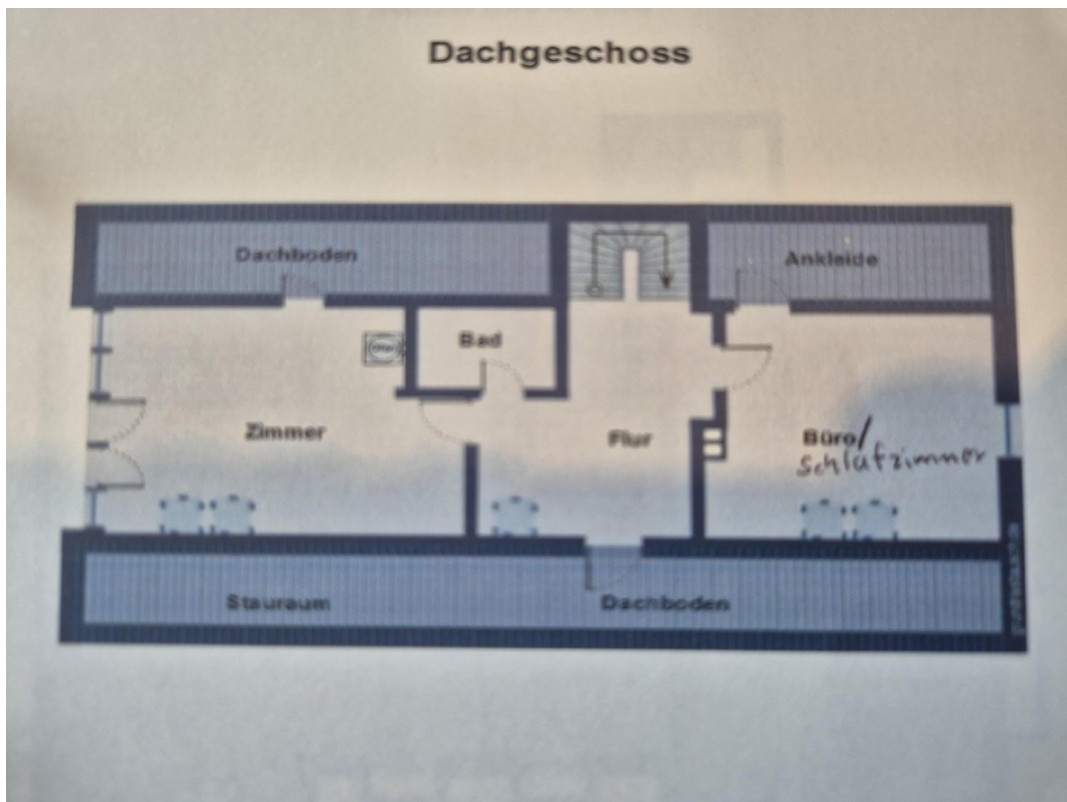 Dachgeschoss
Dachboden
Ankleide
Bad
Zimmer
Flur
Büro/
Schlafzimmer
Stauraum
Dachboden